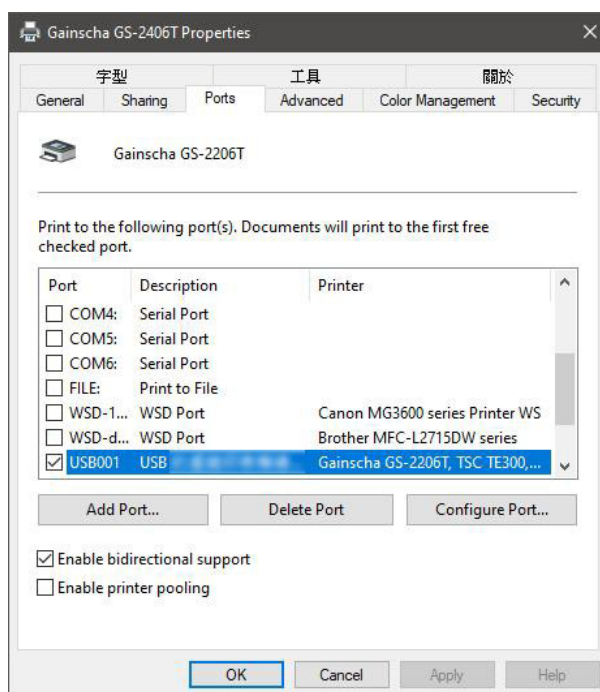 Gainscha GS-2406T Properties
字型 工具 關於
General Sharing Ports Advanced Color Management Security
Gainscha GS-2206T
Print to the following port(s). Documents will print to the first free
checked port.
Port Description Printer
COM4: Serial Port
COM5: Serial Port
COM6: Serial Port
FILE: Print to File
WSD-1... WSD Port Canon MG3600 series Printer WS
WSD-d... WSD Port Brother MFC-L2715DW series
USB001 USB Gainscha GS-2206T, TSC TE300,...
Add Port... Delete Port Configure Port...
Enable bidirectional support
Enable printer pooling
OK Cancel Apply Help